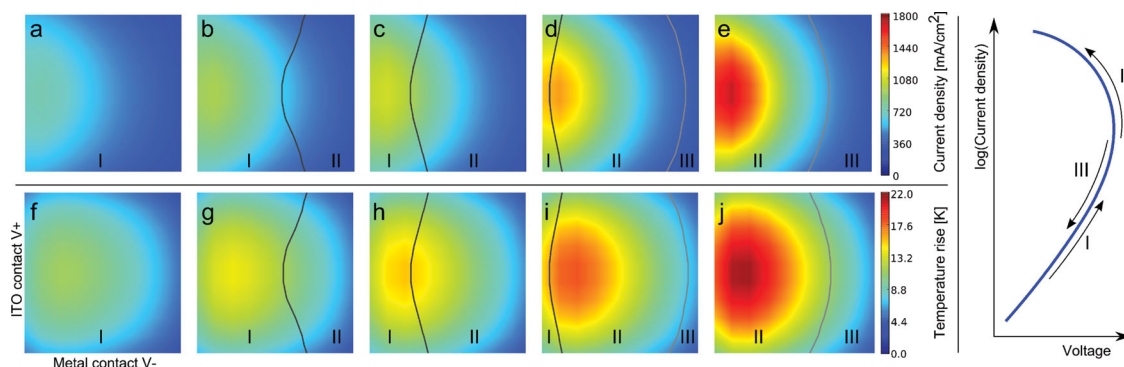 a
b
c
d
e
I
I
II
I
II
I
II
III
II
III
1800
1440
1080
720
360
0
Current density [mA/cm²]
f
g
h
i
j
I
I
II
I
II
I
II
III
II
III
22.0
17.6
13.2
8.8
4.4
0.0
Temperature rise [K]
ITO contact V+
Metal contact V-
log(Current density)
I
III
I
Voltage